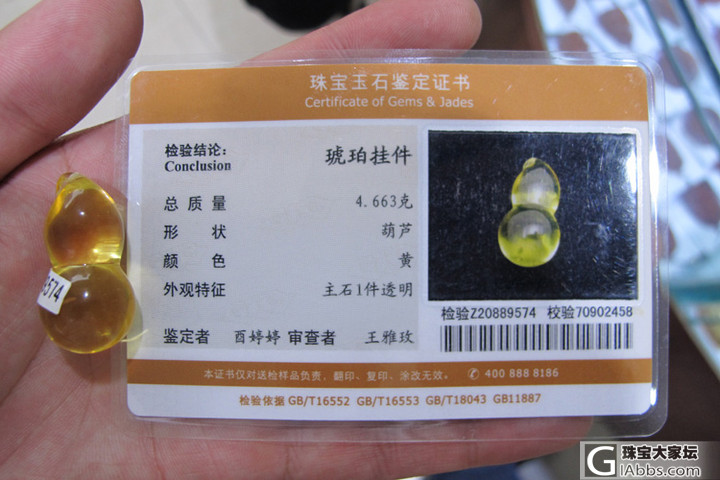 珠宝玉石鉴定证书
Certificate of Gems & Jades
检验结论: 琥珀挂件
Conclusion
总质量 4.663克
形状 葫芦
颜色 黄
外观特征 主石1件透明
鉴定者 酉婷婷 审查者 王雅玫
检验Z20889574 校验70902458
本证书仅对送检样品负责，翻印、复印、涂改无效。 400 888 8186
检验依据 GB/T16552 GB/T16553 GB/T18043 GB11887
574
珠宝大家坛
GIAbbs.com